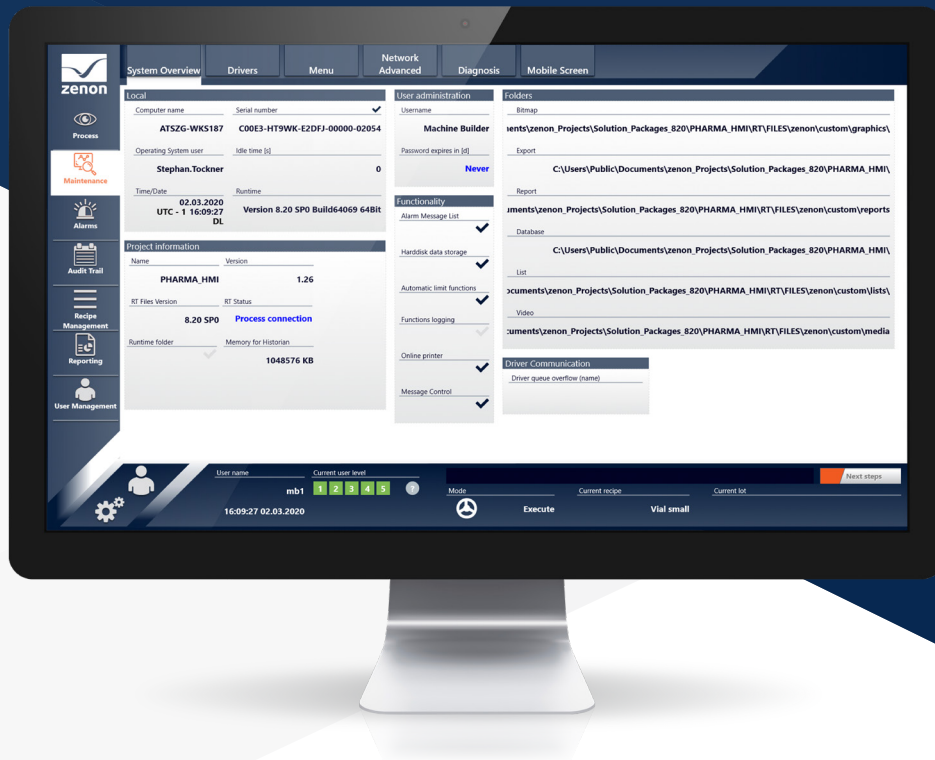 zenon
System Overview
Drivers
Menu
Network
Advanced
Diagnosis
Mobile Screen
Process
Maintenance
Alarms
Audit Trail
Recipe
Management
Reporting
User Management
Local
Computer name
Serial number
ATSZG-WKS187
C00E3-HT9WK-E2DFJ-00000-02054
Operating System user
Idle time [s]
Stephan.Tockner
0
Time/Date
Runtime
02.03.2020
UTC - 1 16:09:27
DL
Version 8.20 SP0 Build64069 64Bit
Project information
Name
Version
PHARMA_HMI
1.26
RT Files Version
RT Status
8.20 SP0
Process connection
Runtime folder
Memory for Historian
1048576 KB
User administration
Username
Machine Builder
Password expires in [d]
Never
Functionality
Alarm Message List
Harddisk data storage
Automatic limit functions
Functions logging
Online printer
Message Control
Folders
Bitmap
ients\zenon_Projects\Solution_Packages_820\PHARMA_HMI\RT\FILES\zenon\custom\graphics\
Export
C:\Users\Public\Documents\zenon_Projects\Solution_Packages_820\PHARMA_HMI\
Report
uments\zenon_Projects\Solution_Packages_820\PHARMA_HMI\RT\FILES\zenon\custom\reports
Database
C:\Users\Public\Documents\zenon_Projects\Solution_Packages_820\PHARMA_HMI\
List
ocuments\zenon_Projects\Solution_Packages_820\PHARMA_HMI\RT\FILES\zenon\custom\lists\
Video
cuments\zenon_Projects\Solution_Packages_820\PHARMA_HMI\RT\FILES\zenon\custom\media
Driver Communication
Driver queue overflow (name)
User name
Current user level
mb1
1 2 3 4 5 ?
16:09:27 02.03.2020
Mode
Current recipe
Current lot
Execute
Vial small
Next steps